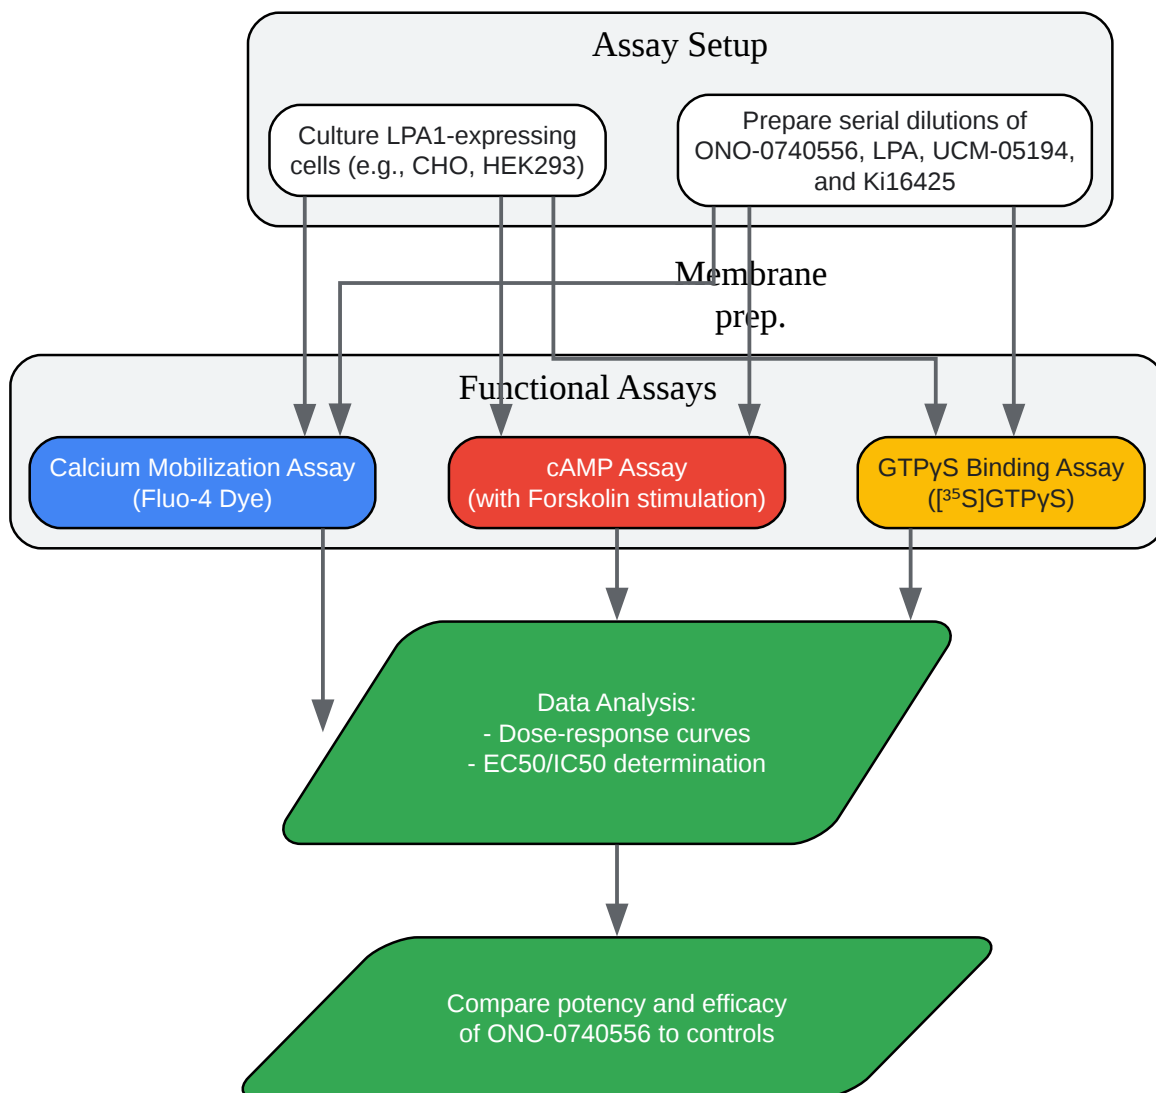 Assay Setup
Culture LPA1-expressing
cells (e.g., CHO, HEK293)
Prepare serial dilutions of
ONO-0740556, LPA, UCM-05194,
and Ki16425
Membrane
prep.
Functional Assays
Calcium Mobilization Assay
(Fluo-4 Dye)
cAMP Assay
(with Forskolin stimulation)
GTPγS Binding Assay
([³⁵S]GTPγS)
Data Analysis:
- Dose-response curves
- EC50/IC50 determination
Compare potency and efficacy
of ONO-0740556 to controls